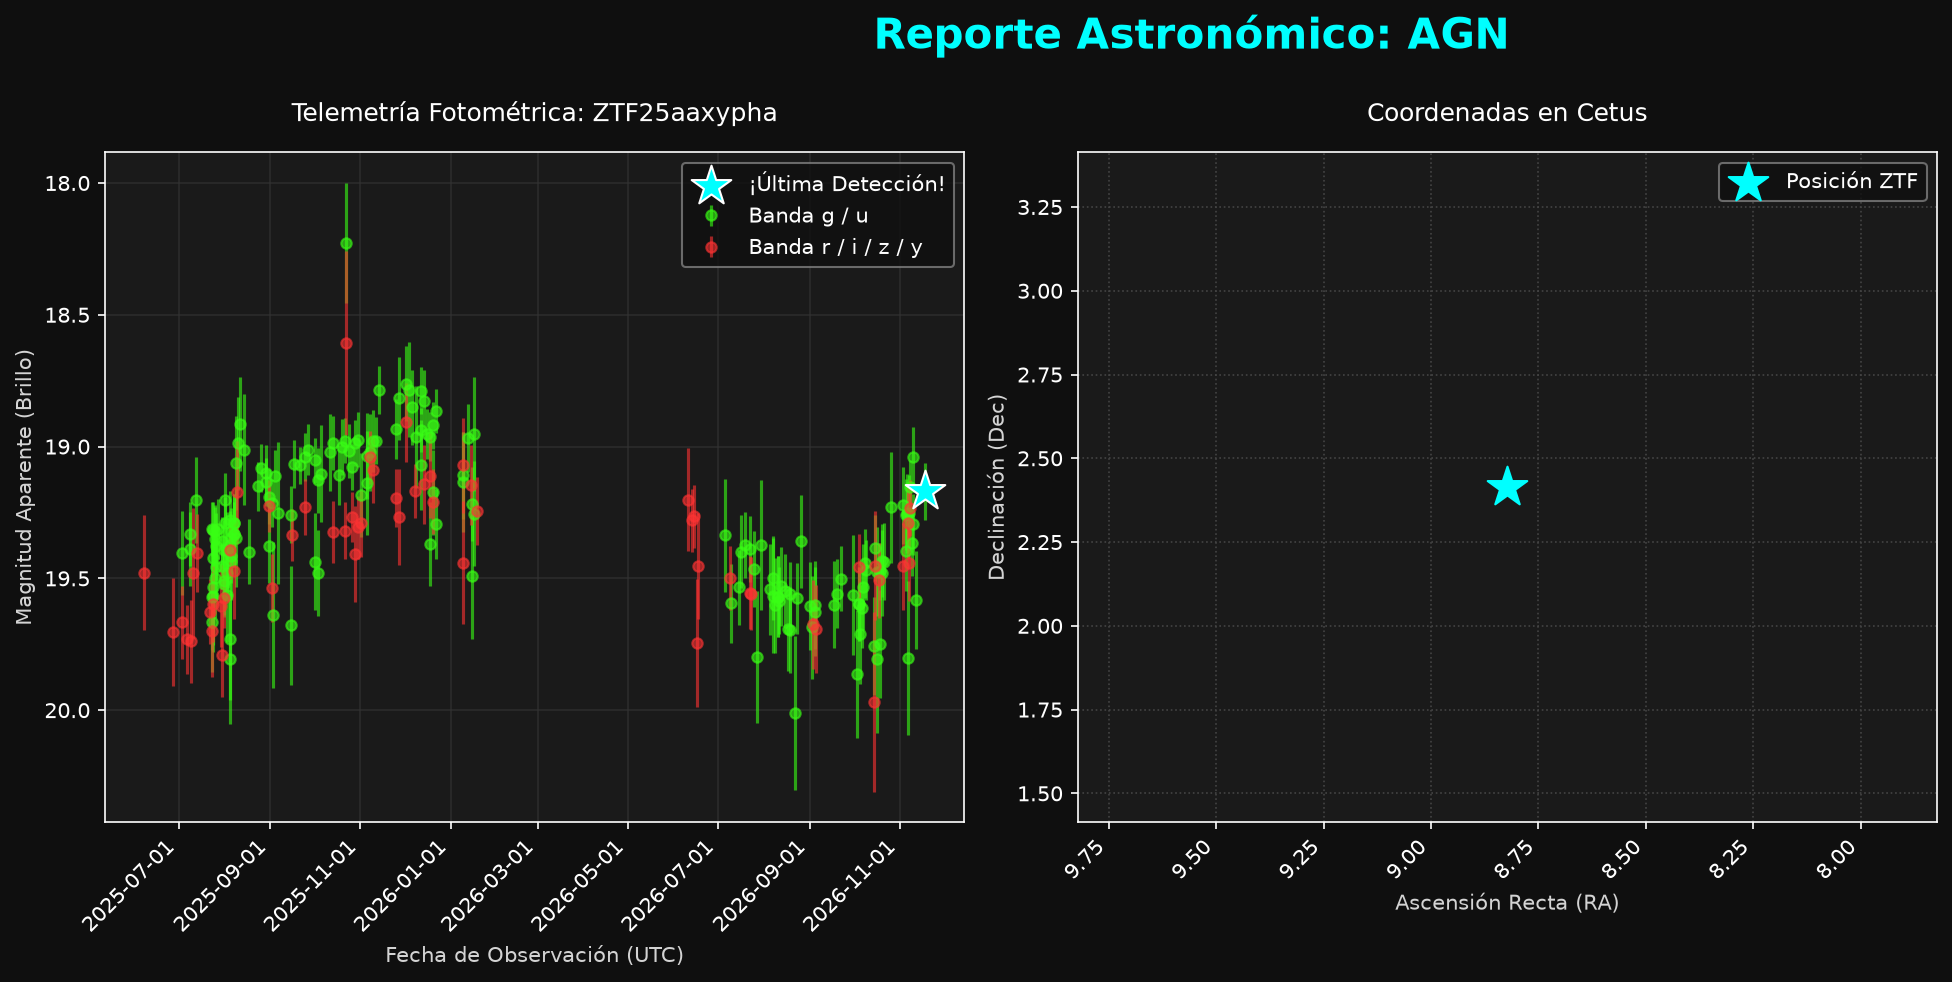 Reporte Astronómico: AGN
Telemetría Fotométrica: ZTF25aaxypha
¡Última Detección!
Banda g / u
Banda r / i / z / y
Magnitud Aparente (Brillo)
18.0
18.5
19.0
19.5
20.0
2025-07-01
2025-09-01
2025-11-01
2026-01-01
2026-03-01
2026-05-01
2026-07-01
2026-09-01
2026-11-01
Fecha de Observación (UTC)
Coordenadas en Cetus
Posición ZTF
Declinación (Dec)
3.25
3.00
2.75
2.50
2.25
2.00
1.75
1.50
9.75
9.50
9.25
9.00
8.75
8.50
8.25
8.00
Ascensión Recta (RA)